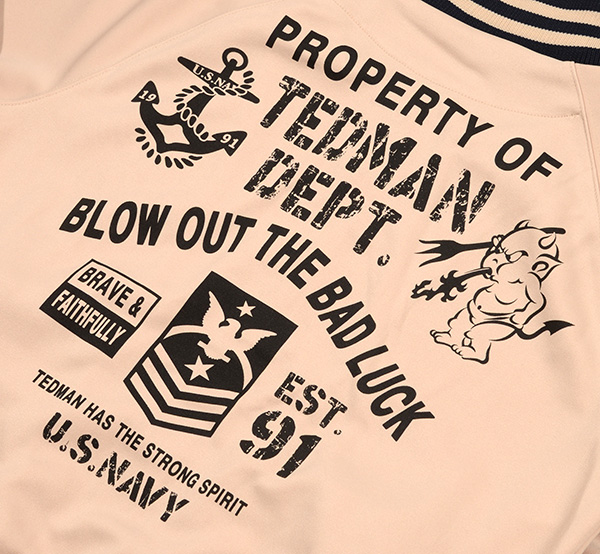 PROPERTY OF
U.S.NAVY
19 91
TEDMAN
DEPT.
BLOW OUT THE BAD LUCK
BRAVE &
FAITHFULLY
EST.
91
TEDMAN HAS THE STRONG SPIRIT
U.S.NAVY